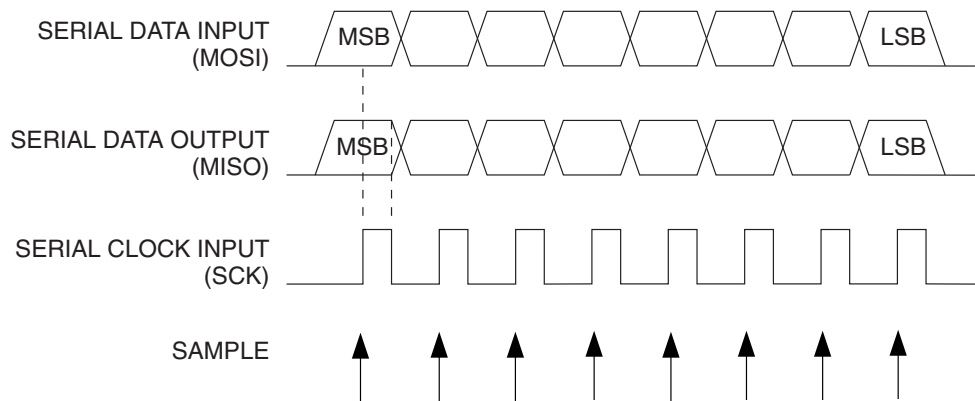 SERIAL DATA INPUT
(MOSI)
MSB
LSB
SERIAL DATA OUTPUT
(MISO)
MSB
LSB
SERIAL CLOCK INPUT
(SCK)
SAMPLE